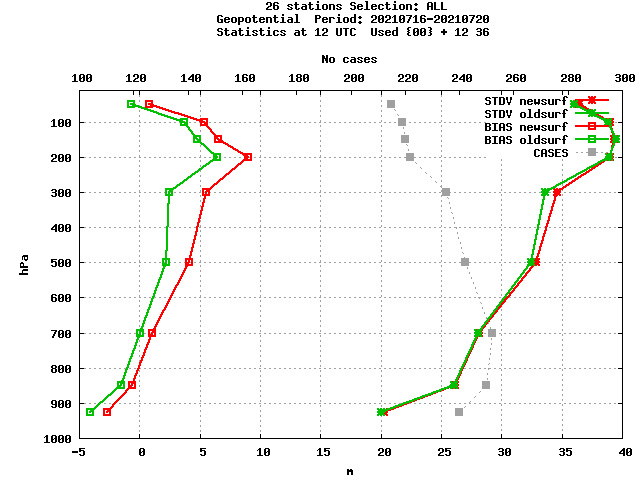 26 stations Selection: ALL
Geopotential  Period: 20210716-20210720
Statistics at 12 UTC  Used {00} + 12 36
No cases
100 120 140 160 180 200 220 240 260 280 300
STDV newsurf
STDV oldsurf
BIAS newsurf
BIAS oldsurf
CASES
100
200
300
400
500
600
700
800
900
1000
hPa
-5 0 5 10 15 20 25 30 35 40
m